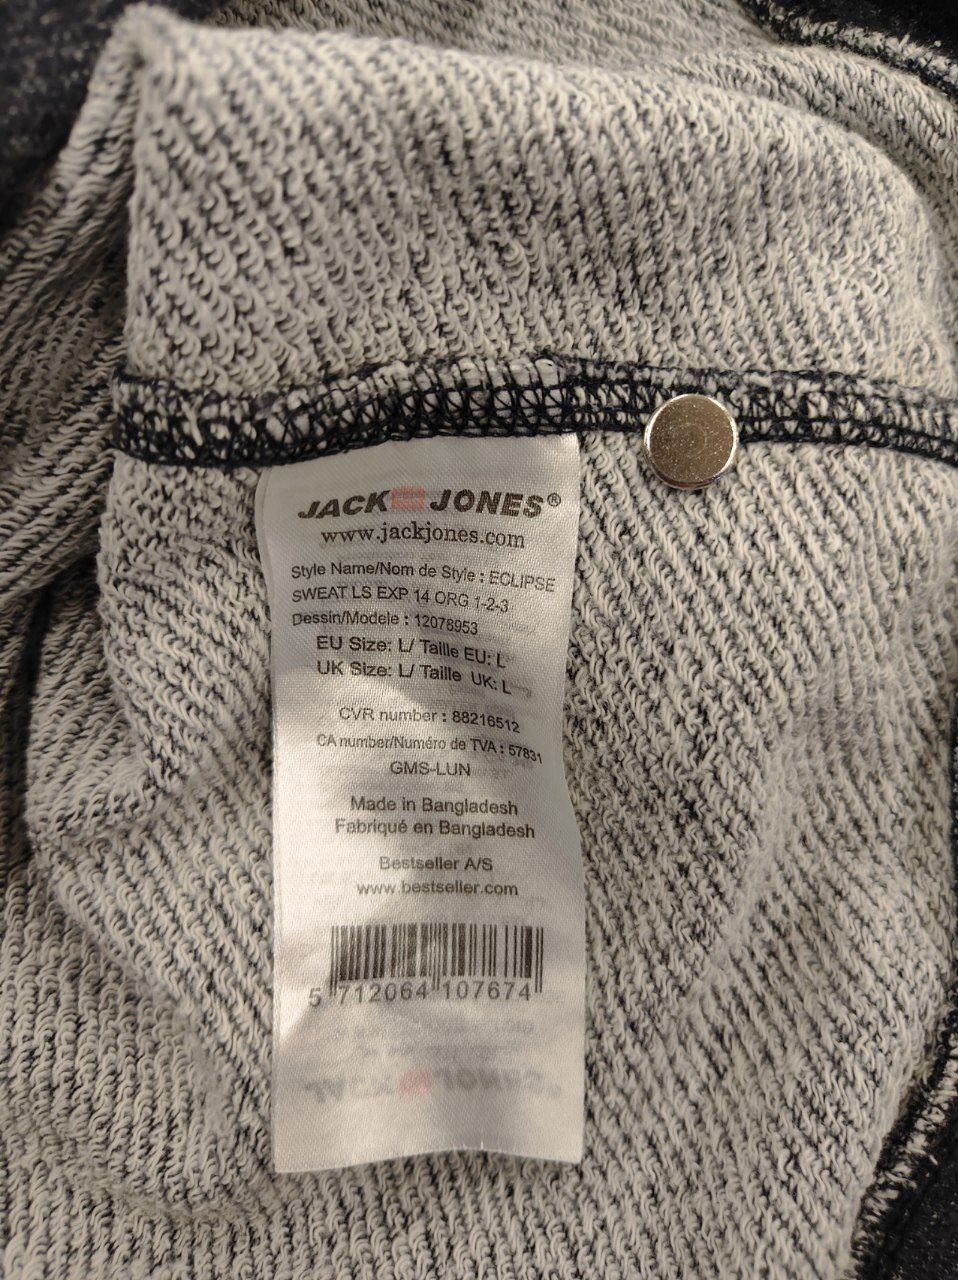 JACK JONES®
www.jackjones.com
Style Name/Nom de Style : ECLIPSE
SWEAT LS EXP 14 ORG 1-2-3
Dessin/Modele : 12078953
EU Size: L/ Taille EU: L
UK Size: L/ Taille UK: L
CVR number : 88216512
CA number/Numéro de TVA : 57831
GMS-LUN
Made in Bangladesh
Fabriqué en Bangladesh
Bestseller A/S
www.bestseller.com
5 712064 107674